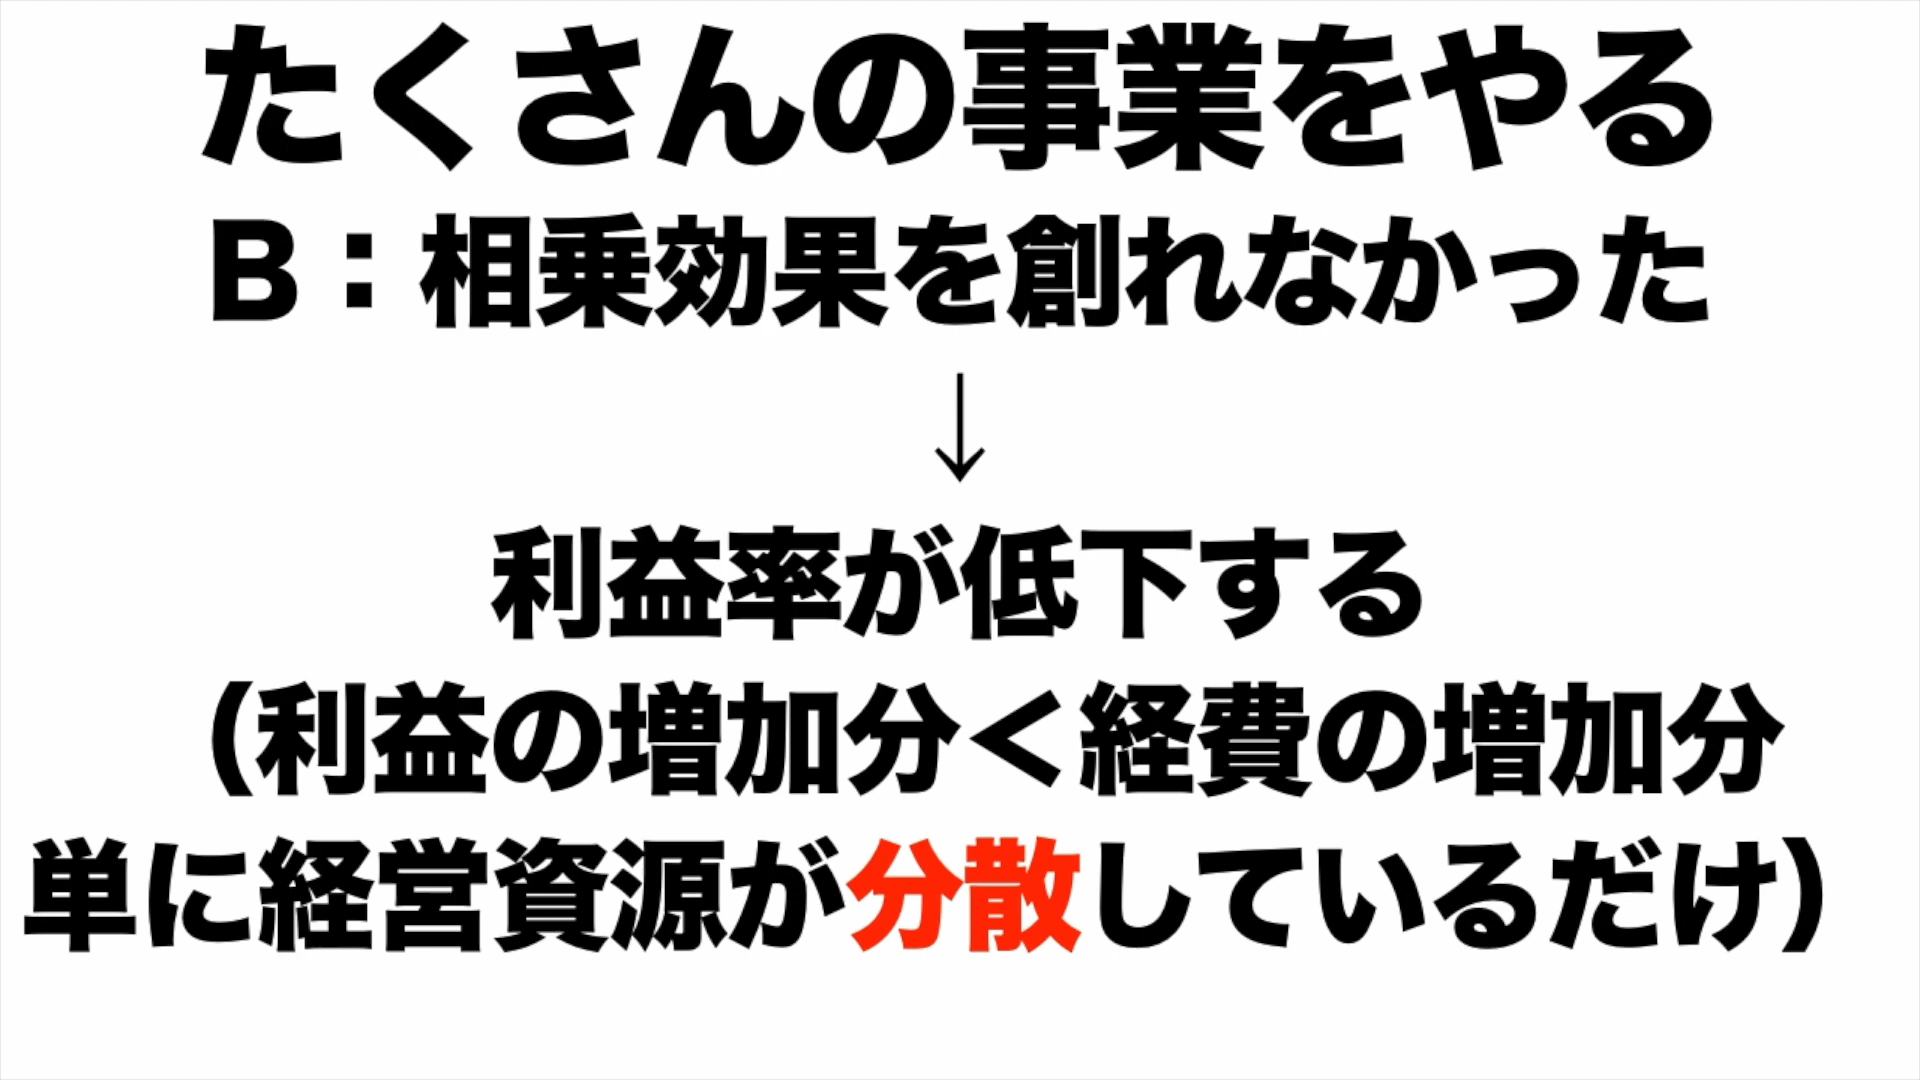 たくさんの事業をやる
B：相乗効果を創れなかった
↓
利益率が低下する
（利益の増加分＜経費の増加分
単に経営資源が分散しているだけ）